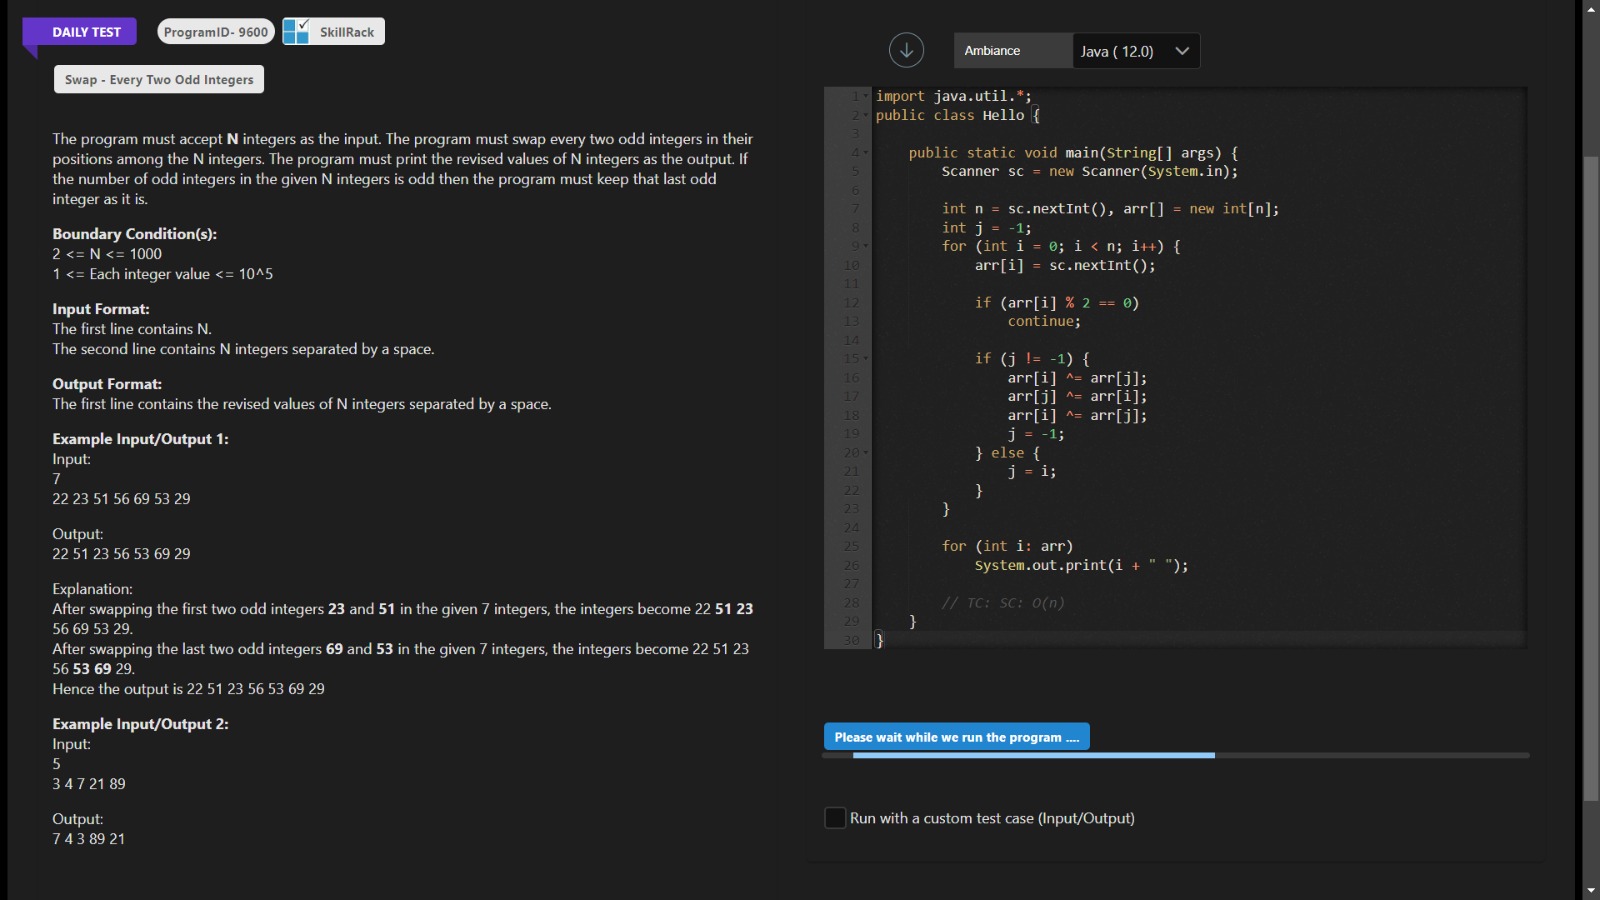 DAILY TEST
ProgramID- 9600
SkillRack
Swap - Every Two Odd Integers
The program must accept N integers as the input. The program must swap every two odd integers in their
positions among the N integers. The program must print the revised values of N integers as the output. If
the number of odd integers in the given N integers is odd then the program must keep that last odd
integer as it is.
Boundary Condition(s):
2 <= N <= 1000
1 <= Each integer value <= 10^5
Input Format:
The first line contains N.
The second line contains N integers separated by a space.
Output Format:
The first line contains the revised values of N integers separated by a space.
Example Input/Output 1:
Input:
7
22 23 51 56 69 53 29
Output:
22 51 23 56 53 69 29
Explanation:
After swapping the first two odd integers 23 and 51 in the given 7 integers, the integers become 22 51 23
56 69 53 29.
After swapping the last two odd integers 69 and 53 in the given 7 integers, the integers become 22 51 23
56 53 69 29.
Hence the output is 22 51 23 56 53 69 29
Example Input/Output 2:
Input:
5
3 4 7 21 89
Output:
7 4 3 89 21
Ambiance
Java ( 12.0)
1 import java.util.*;
2 public class Hello {
3
4     public static void main(String[] args) {
5         Scanner sc = new Scanner(System.in);
6
7         int n = sc.nextInt(), arr[] = new int[n];
8         int j = -1;
9         for (int i = 0; i < n; i++) {
10             arr[i] = sc.nextInt();
11
12             if (arr[i] % 2 == 0)
13                 continue;
14
15             if (j != -1) {
16                 arr[i] ^= arr[j];
17                 arr[j] ^= arr[i];
18                 arr[i] ^= arr[j];
19                 j = -1;
20             } else {
21                 j = i;
22             }
23         }
24
25         for (int i: arr)
26             System.out.print(i + " ");
27
28         // TC: SC: O(n)
29     }
30 }
Please wait while we run the program ....
Run with a custom test case (Input/Output)